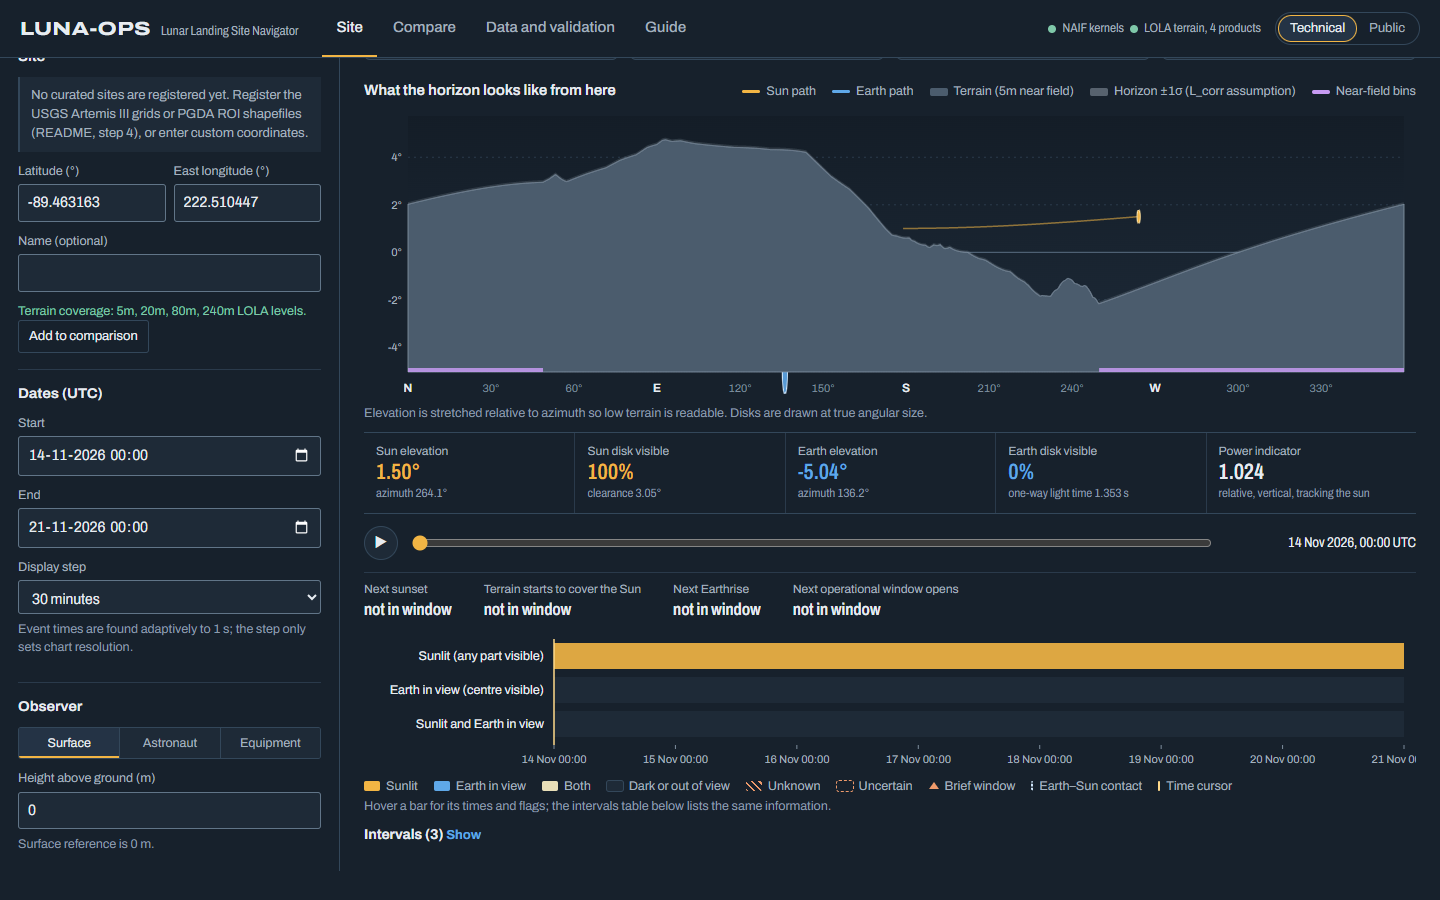 LUNA-OPS Lunar Landing Site Navigator Site Compare Data and validation Guide NAIF kernels LOLA terrain, 4 products Technical Public
Site
No curated sites are registered yet. Register the
USGS Artemis III grids or PGDA ROI shapefiles
(README, step 4), or enter custom coordinates.
Latitude (°) East longitude (°)
-89.463163 222.510447
Name (optional)
Terrain coverage: 5m, 20m, 80m, 240m LOLA levels.
Add to comparison
Dates (UTC)
Start
14-11-2026 00:00
End
21-11-2026 00:00
Display step
30 minutes
Event times are found adaptively to 1 s; the step only
sets chart resolution.
Observer
Surface Astronaut Equipment
Height above ground (m)
0
Surface reference is 0 m.
What the horizon looks like from here
Sun path Earth path Terrain (5m near field) Horizon ±1σ (L_corr assumption) Near-field bins
4°
2°
0°
-2°
-4°
N 30° 60° E 120° 150° S 210° 240° W 300° 330°
Elevation is stretched relative to azimuth so low terrain is readable. Disks are drawn at true angular size.
Sun elevation Sun disk visible Earth elevation Earth disk visible Power indicator
1.50° 100% -5.04° 0% 1.024
azimuth 264.1° clearance 3.05° azimuth 136.2° one-way light time 1.353 s relative, vertical, tracking the sun
14 Nov 2026, 00:00 UTC
Next sunset Terrain starts to cover the Sun Next Earthrise Next operational window opens
not in window not in window not in window not in window
Sunlit (any part visible)
Earth in view (centre visible)
Sunlit and Earth in view
14 Nov 00:00 15 Nov 00:00 16 Nov 00:00 17 Nov 00:00 18 Nov 00:00 19 Nov 00:00 20 Nov 00:00 21 Nov 0
Sunlit Earth in view Both Dark or out of view Unknown Uncertain Brief window Earth–Sun contact Time cursor
Hover a bar for its times and flags; the intervals table below lists the same information.
Intervals (3) Show